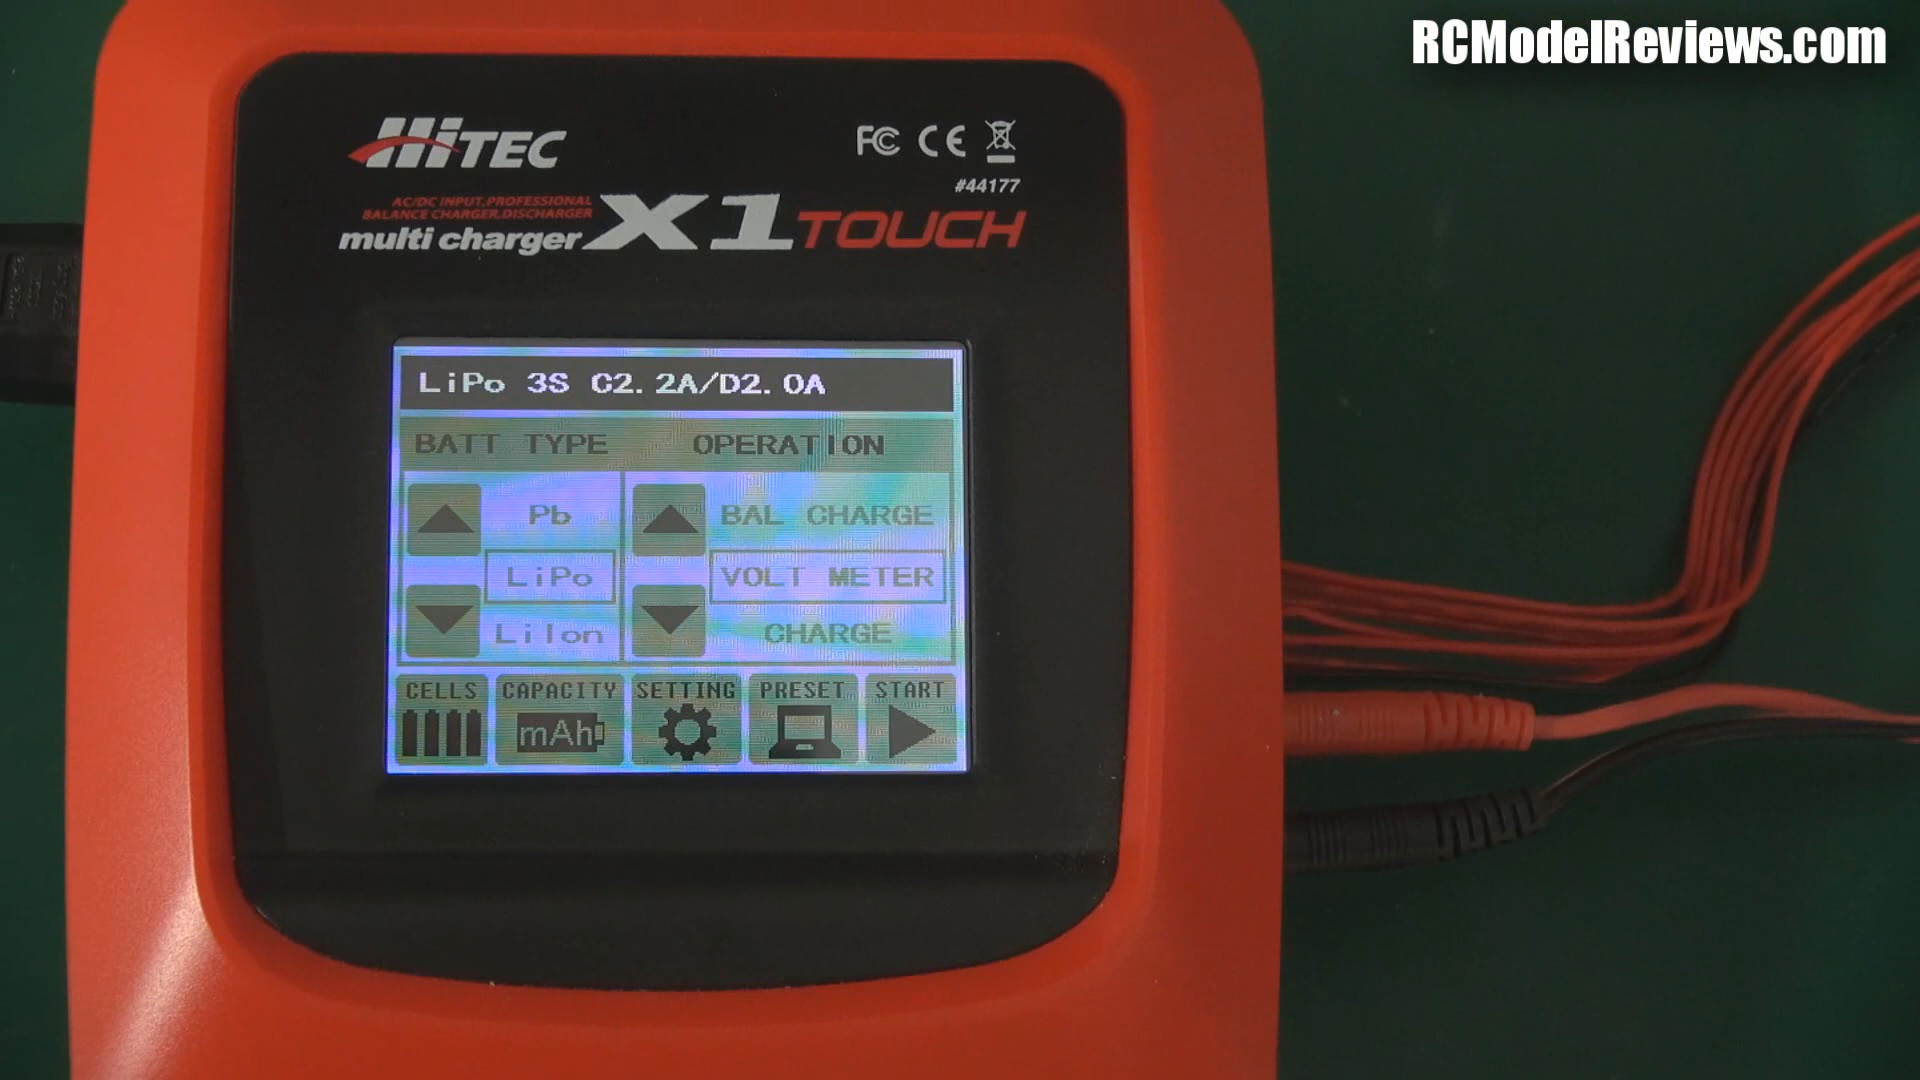 RCModelReviews.com
HiTEC
FC CE
#44177
AC/DC INPUT, PROFESSIONAL
BALANCE CHARGER, DISCHARGER
multi charger X1 TOUCH
LiPo 3S C2.2A/D2.0A
BATT TYPE OPERATION
Pb BAL CHARGE
LiPo VOLT METER
LiIon CHARGE
CELLS CAPACITY SETTING PRESET START
mAh